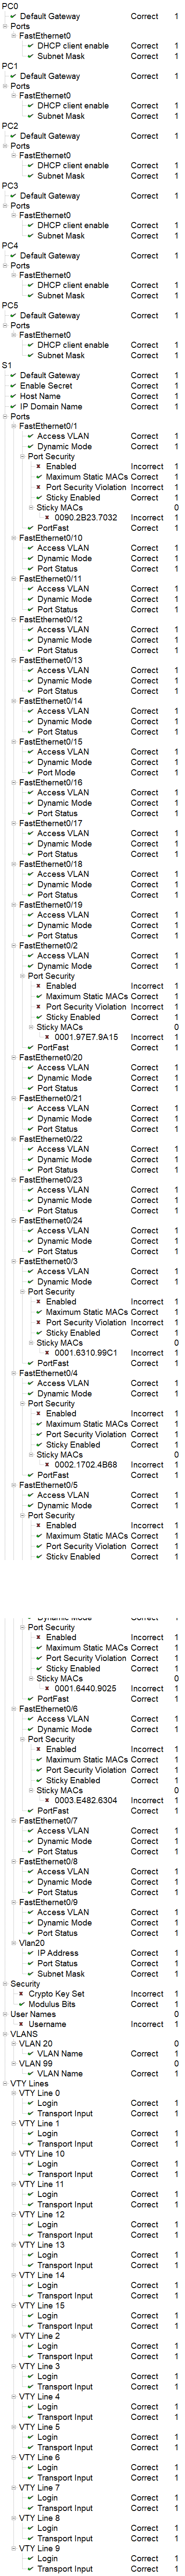 PC0
Default Gateway Correct 1
Ports
FastEthernet0
DHCP client enable Correct 1
Subnet Mask Correct 1
PC1
Default Gateway Correct 1
Ports
FastEthernet0
DHCP client enable Correct 1
Subnet Mask Correct 1
PC2
Default Gateway Correct 1
Ports
FastEthernet0
DHCP client enable Correct 1
Subnet Mask Correct 1
PC3
Default Gateway Correct 1
Ports
FastEthernet0
DHCP client enable Correct 1
Subnet Mask Correct 1
PC4
Default Gateway Correct 1
Ports
FastEthernet0
DHCP client enable Correct 1
Subnet Mask Correct 1
PC5
Default Gateway Correct 1
Ports
FastEthernet0
DHCP client enable Correct 1
Subnet Mask Correct 1
S1
Default Gateway Correct 1
Enable Secret Correct 1
Host Name Correct 1
IP Domain Name Correct 1
Ports
FastEthernet0/1
Access VLAN Correct 1
Dynamic Mode Correct 1
Port Security
Enabled Incorrect 1
Maximum Static MACs Correct 1
Port Security Violation Incorrect 1
Sticky Enabled Correct 1
Sticky MACs 0
0090.2B23.7032 Incorrect 1
PortFast Correct 1
FastEthernet0/10
Access VLAN Correct 1
Dynamic Mode Correct 1
Port Status Correct 1
FastEthernet0/11
Access VLAN Correct 1
Dynamic Mode Correct 1
Port Status Correct 1
FastEthernet0/12
Access VLAN Correct 1
Dynamic Mode Correct 1
Port Status Correct 1
FastEthernet0/13
Access VLAN Correct 1
Dynamic Mode Correct 1
Port Status Correct 1
FastEthernet0/14
Access VLAN Correct 1
Dynamic Mode Correct 1
Port Status Correct 1
FastEthernet0/15
Access VLAN Correct 1
Dynamic Mode Correct 1
Port Mode Correct 1
FastEthernet0/16
Access VLAN Correct 1
Dynamic Mode Correct 1
Port Status Correct 1
FastEthernet0/17
Access VLAN Correct 1
Dynamic Mode Correct 1
Port Status Correct 1
FastEthernet0/18
Access VLAN Correct 1
Dynamic Mode Correct 1
Port Status Correct 1
FastEthernet0/19
Access VLAN Correct 1
Dynamic Mode Correct 1
Port Status Correct 1
FastEthernet0/2
Access VLAN Correct 1
Dynamic Mode Correct 1
Port Security
Enabled Incorrect 1
Maximum Static MACs Correct 1
Port Security Violation Incorrect 1
Sticky Enabled Correct 1
Sticky MACs 0
0001.97E7.9A15 Incorrect 1
PortFast Correct 1
FastEthernet0/20
Access VLAN Correct 1
Dynamic Mode Correct 1
Port Status Correct 1
FastEthernet0/21
Access VLAN Correct 1
Dynamic Mode Correct 1
Port Status Correct 1
FastEthernet0/22
Access VLAN Correct 1
Dynamic Mode Correct 1
Port Status Correct 1
FastEthernet0/23
Access VLAN Correct 1
Dynamic Mode Correct 1
Port Status Correct 1
FastEthernet0/24
Access VLAN Correct 1
Dynamic Mode Correct 1
Port Status Correct 1
FastEthernet0/3
Access VLAN Correct 1
Dynamic Mode Correct 1
Port Security
Enabled Incorrect 1
Maximum Static MACs Correct 1
Port Security Violation Incorrect 1
Sticky Enabled Correct 1
Sticky MACs 0
0001.6310.99C1 Incorrect 1
PortFast Correct 1
FastEthernet0/4
Access VLAN Correct 1
Dynamic Mode Correct 1
Port Security
Enabled Incorrect 1
Maximum Static MACs Correct 1
Port Security Violation Correct 1
Sticky Enabled Correct 1
Sticky MACs 0
0002.1702.4B68 Incorrect 1
PortFast Correct 1
FastEthernet0/5
Access VLAN Correct 1
Dynamic Mode Correct 1
Port Security
Enabled Incorrect 1
Maximum Static MACs Correct 1
Port Security Violation Correct 1
Sticky Enabled Correct 1
Dynamic Mode Correct 1
Port Security
Enabled Incorrect 1
Maximum Static MACs Correct 1
Port Security Violation Correct 1
Sticky Enabled Correct 1
Sticky MACs 0
0001.6440.9025 Incorrect 1
PortFast Correct 1
FastEthernet0/6
Access VLAN Correct 1
Dynamic Mode Correct 1
Port Security
Enabled Incorrect 1
Maximum Static MACs Correct 1
Port Security Violation Correct 1
Sticky Enabled Correct 1
Sticky MACs 0
0003.E482.6304 Incorrect 1
PortFast Correct 1
FastEthernet0/7
Access VLAN Correct 1
Dynamic Mode Correct 1
Port Status Correct 1
FastEthernet0/8
Access VLAN Correct 1
Dynamic Mode Correct 1
Port Status Correct 1
FastEthernet0/9
Access VLAN Correct 1
Dynamic Mode Correct 1
Port Status Correct 1
Vlan20
IP Address Correct 1
Port Status Correct 1
Subnet Mask Correct 1
Security
Crypto Key Set Incorrect 1
Modulus Bits Correct 1
User Names 0
Username Incorrect 1
VLANS
VLAN 20 0
VLAN Name Correct 1
VLAN 99 0
VLAN Name Correct 1
VTY Lines
VTY Line 0
Login Correct 1
Transport Input Correct 1
VTY Line 1
Login Correct 1
Transport Input Correct 1
VTY Line 10
Login Correct 1
Transport Input Correct 1
VTY Line 11
Login Correct 1
Transport Input Correct 1
VTY Line 12
Login Correct 1
Transport Input Correct 1
VTY Line 13
Login Correct 1
Transport Input Correct 1
VTY Line 14
Login Correct 1
Transport Input Correct 1
VTY Line 15
Login Correct 1
Transport Input Correct 1
VTY Line 2
Login Correct 1
Transport Input Correct 1
VTY Line 3
Login Correct 1
Transport Input Correct 1
VTY Line 4
Login Correct 1
Transport Input Correct 1
VTY Line 5
Login Correct 1
Transport Input Correct 1
VTY Line 6
Login Correct 1
Transport Input Correct 1
VTY Line 7
Login Correct 1
Transport Input Correct 1
VTY Line 8
Login Correct 1
Transport Input Correct 1
VTY Line 9
Login Correct 1
Transport Input Correct 1